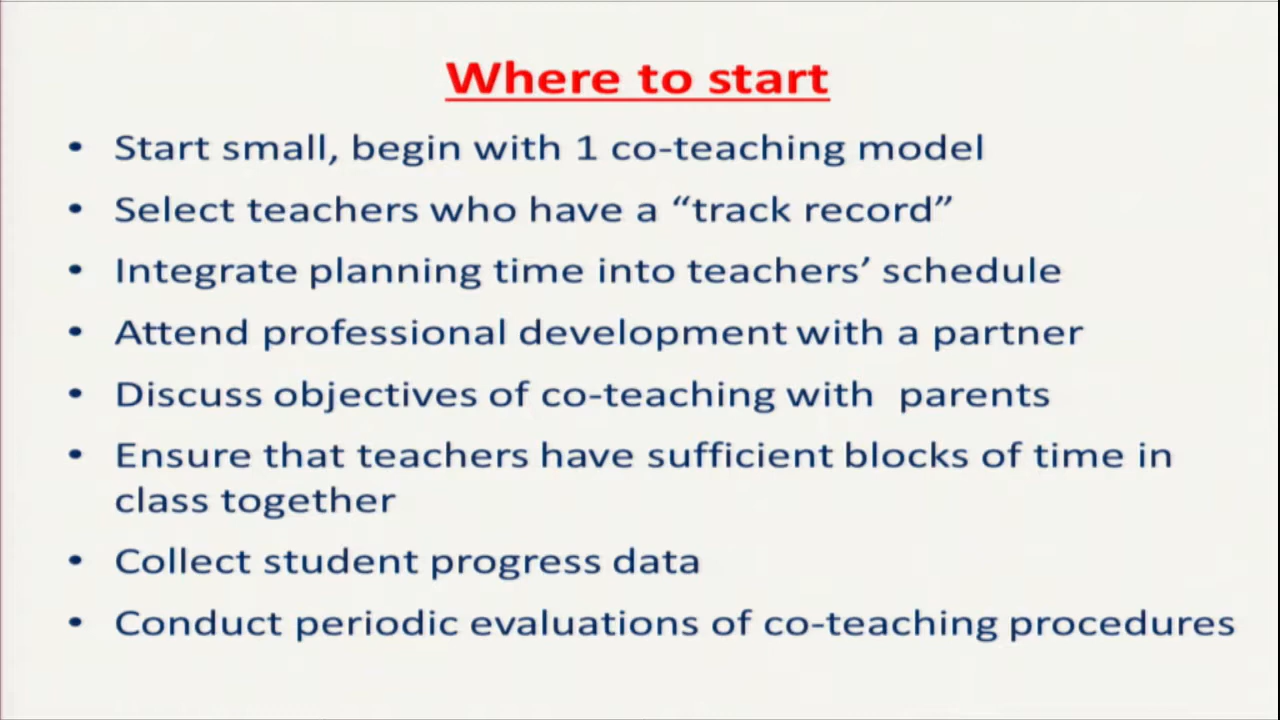 Where to start
• Start small, begin with 1 co-teaching model
• Select teachers who have a “track record”
• Integrate planning time into teachers’ schedule
• Attend professional development with a partner
• Discuss objectives of co-teaching with  parents
• Ensure that teachers have sufficient blocks of time in
class together
• Collect student progress data
• Conduct periodic evaluations of co-teaching procedures